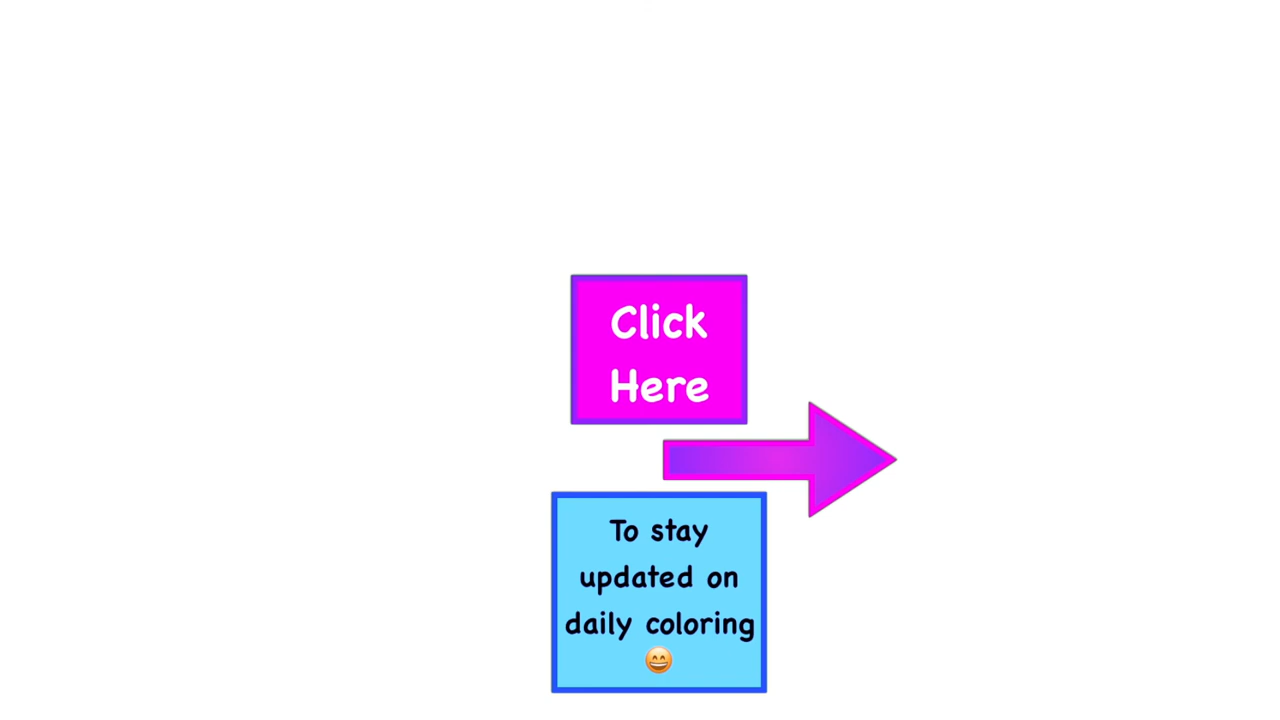 Click
Here
To stay
updated on
daily coloring
😄